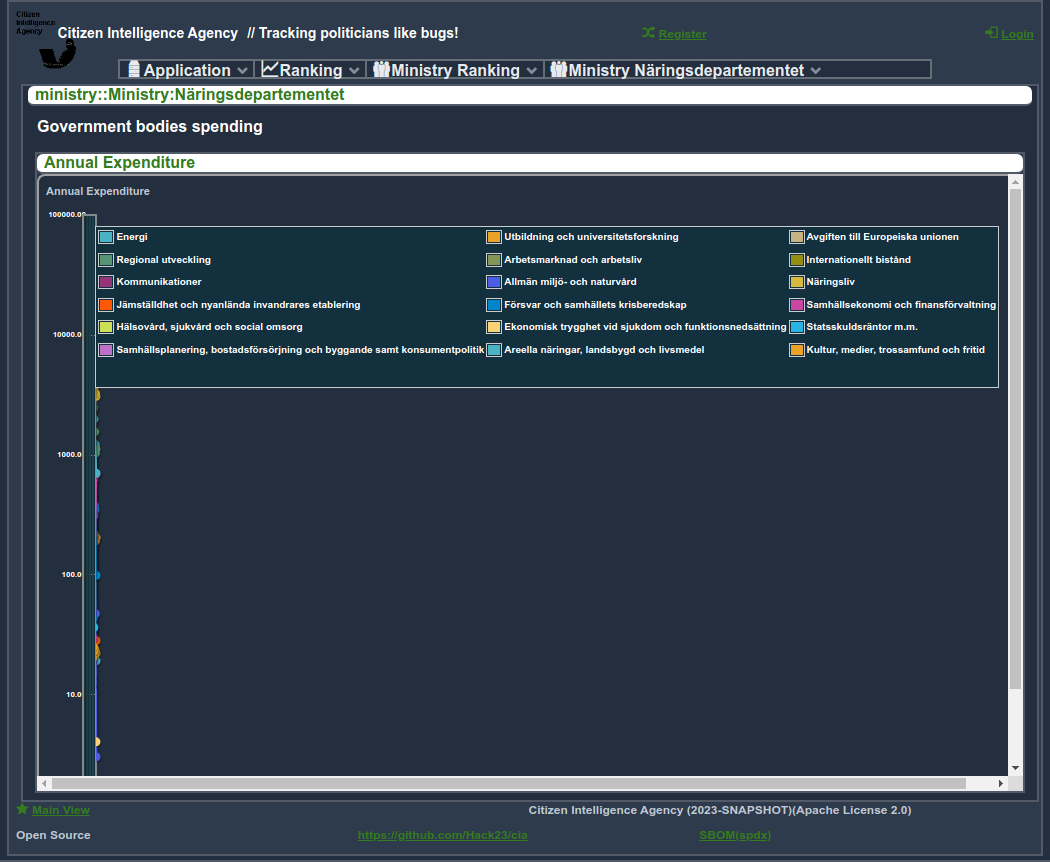 Citizen
Intelligence
Agency
Citizen Intelligence Agency // Tracking politicians like bugs!
Register
Login
Application
Ranking
Ministry Ranking
Ministry Näringsdepartementet
ministry::Ministry:Näringsdepartementet
Government bodies spending
Annual Expenditure
Annual Expenditure
100000.00
Energi
Utbildning och universitetsforskning
Avgiften till Europeiska unionen
Regional utveckling
Arbetsmarknad och arbetsliv
Internationellt bistånd
Kommunikationer
Allmän miljö- och naturvård
Näringsliv
Jämställdhet och nyanlända invandrares etablering
Försvar och samhällets krisberedskap
Samhällsekonomi och finansförvaltning
Hälsovård, sjukvård och social omsorg
Ekonomisk trygghet vid sjukdom och funktionsnedsättning
Statsskuldsräntor m.m.
Samhällsplanering, bostadsförsörjning och byggande samt konsumentpolitik
Areella näringar, landsbygd och livsmedel
Kultur, medier, trossamfund och fritid
10000.0
1000.0
100.0
10.0
Main View
Citizen Intelligence Agency (2023-SNAPSHOT)(Apache License 2.0)
Open Source
https://github.com/Hack23/cia
SBOM(spdx)